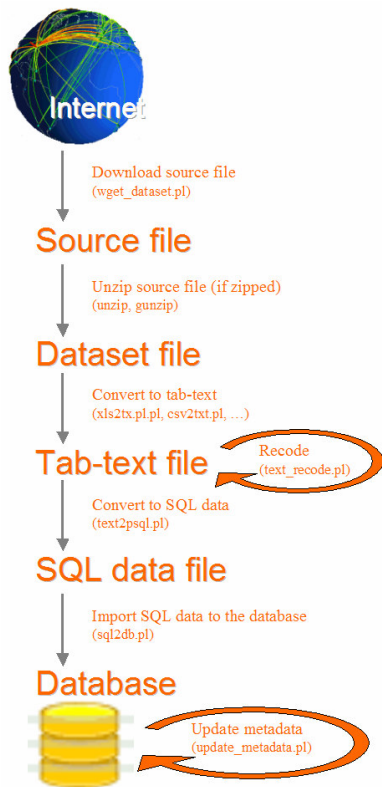 Internet
Download source file
(wget_dataset.pl)
Source file
Unzip source file (if zipped)
(unzip, gunzip)
Dataset file
Convert to tab-text
(xls2tx.pl.pl, csv2txt.pl, …)
Tab-text file
Recode
(text_recode.pl)
Convert to SQL data
(text2psql.pl)
SQL data file
Import SQL data to the database
(sql2db.pl)
Database
Update metadata
(update_metadata.pl)